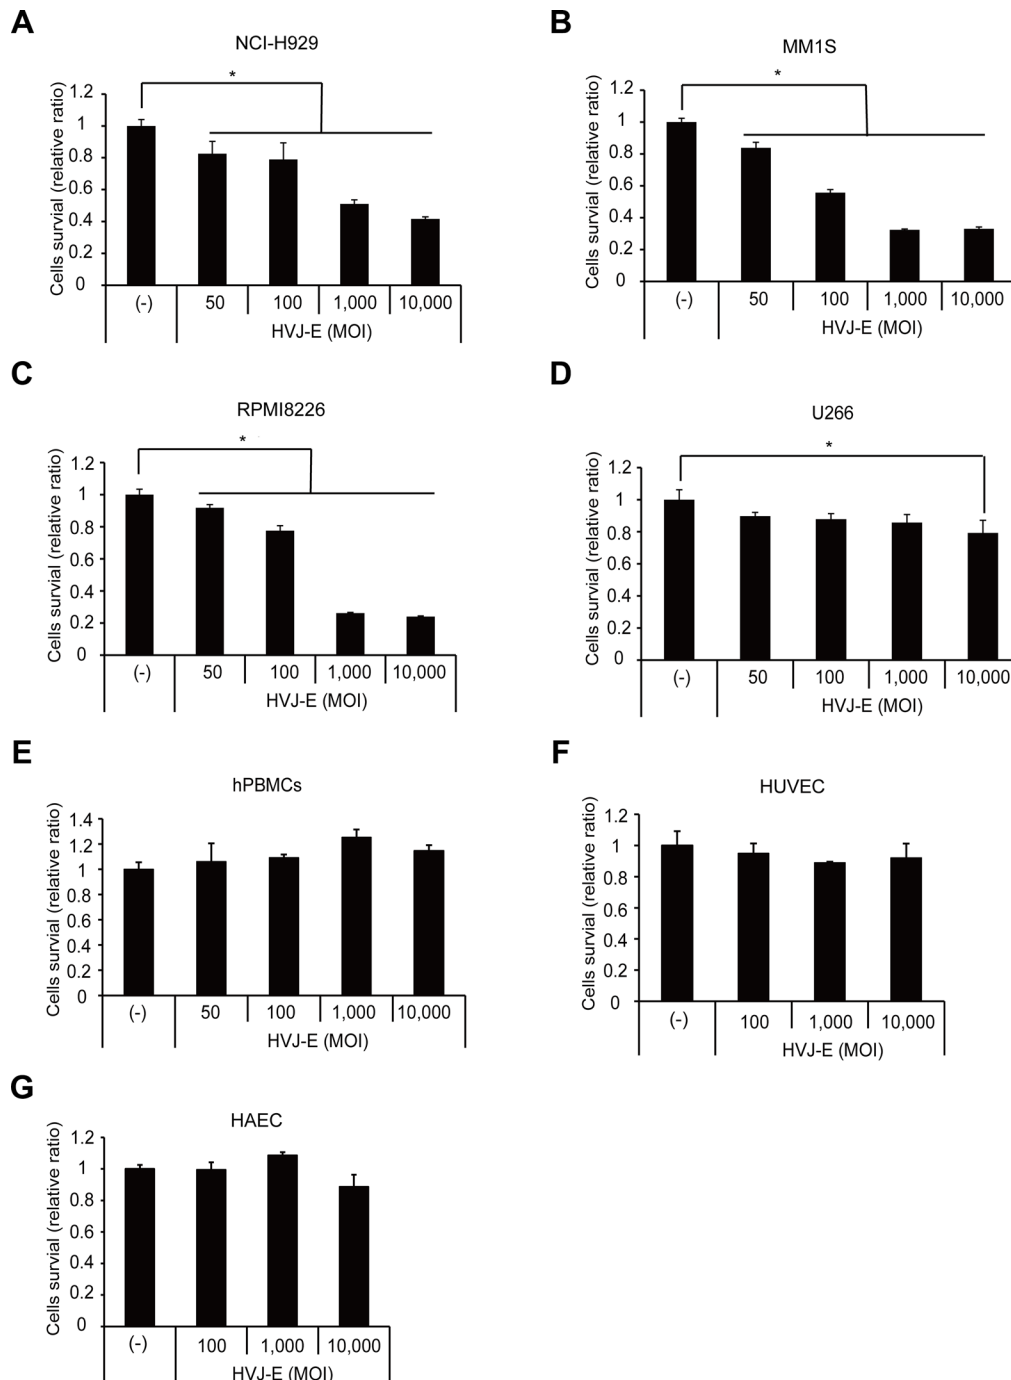 A
NCI-H929
*
Cells survial (relative ratio)
1.2
1
0.8
0.6
0.4
0.2
0
(-) 50 100 1,000 10,000
HVJ-E (MOI)
B
MM1S
*
Cells survial (relative ratio)
1.2
1
0.8
0.6
0.4
0.2
0
(-) 50 100 1,000 10,000
HVJ-E (MOI)
C
RPMI8226
*
Cells survial (relative ratio)
1.2
1
0.8
0.6
0.4
0.2
0
(-) 50 100 1,000 10,000
HVJ-E (MOI)
D
U266
*
Cells survial (relative ratio)
1.2
1
0.8
0.6
0.4
0.2
0
(-) 50 100 1,000 10,000
HVJ-E (MOI)
E
hPBMCs
Cells survial (relative ratio)
1.4
1.2
1
1.2
0.6
0.4
0.2
0
(-) 50 100 1,000 10,000
HVJ-E (MOI)
F
HUVEC
Cells survial (relative ratio)
1.2
1
0.8
0.6
0.4
0.2
0
(-) 100 1,000 10,000
HVJ-E (MOI)
G
HAEC
Cells survial (relative ratio)
1.2
1
0.8
0.6
0.4
0.2
0
(-) 100 1,000 10,000
HVJ-E (MOI)